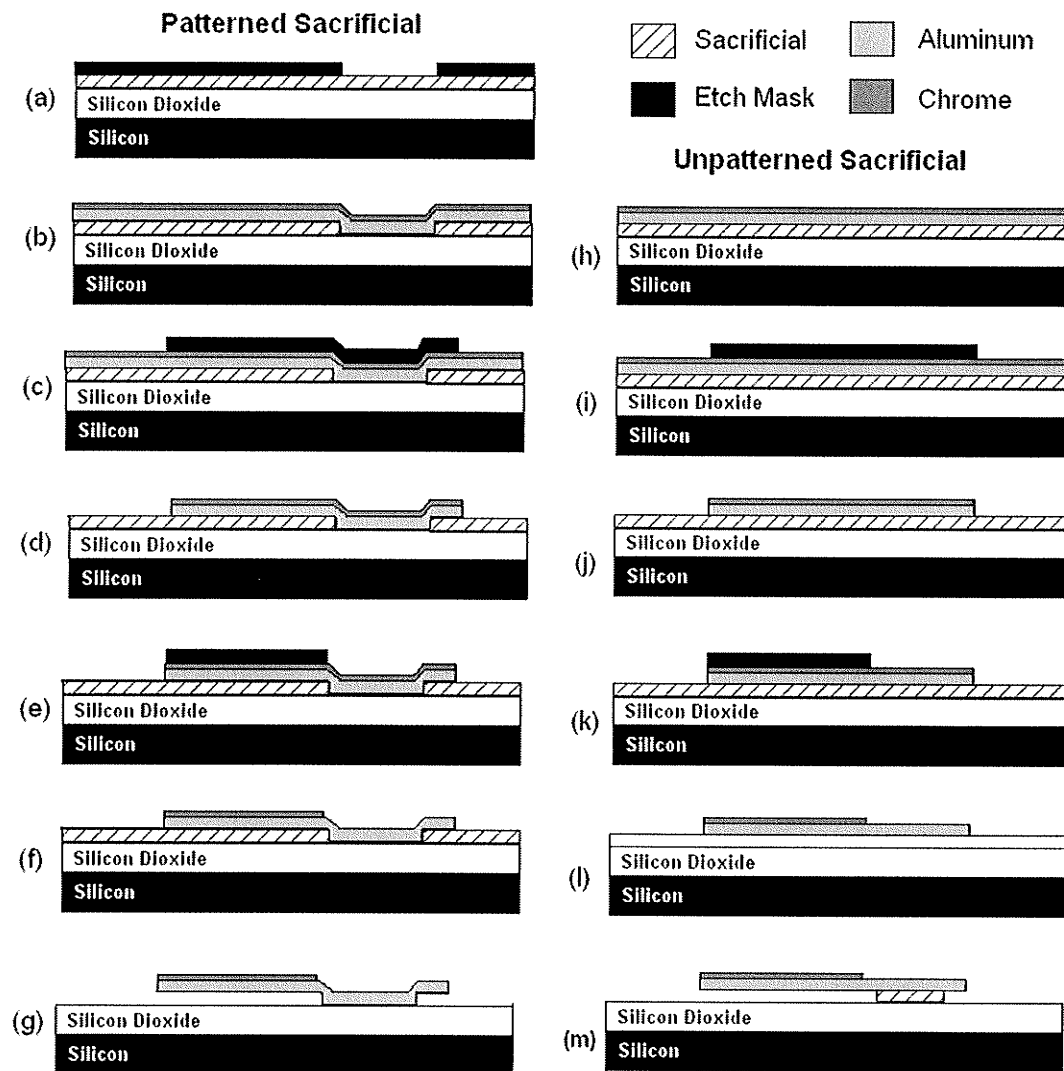 Patterned Sacrificial
Sacrificial
Aluminum
Etch Mask
Chrome
(a)
Silicon Dioxide
Silicon
Unpatterned Sacrificial
(b)
Silicon Dioxide
Silicon
(h)
Silicon Dioxide
Silicon
(c)
Silicon Dioxide
Silicon
(i)
Silicon Dioxide
Silicon
(d)
Silicon Dioxide
Silicon
(j)
Silicon Dioxide
Silicon
(e)
Silicon Dioxide
Silicon
(k)
Silicon Dioxide
Silicon
(f)
Silicon Dioxide
Silicon
(l)
Silicon Dioxide
Silicon
(g)
Silicon Dioxide
Silicon
(m)
Silicon Dioxide
Silicon